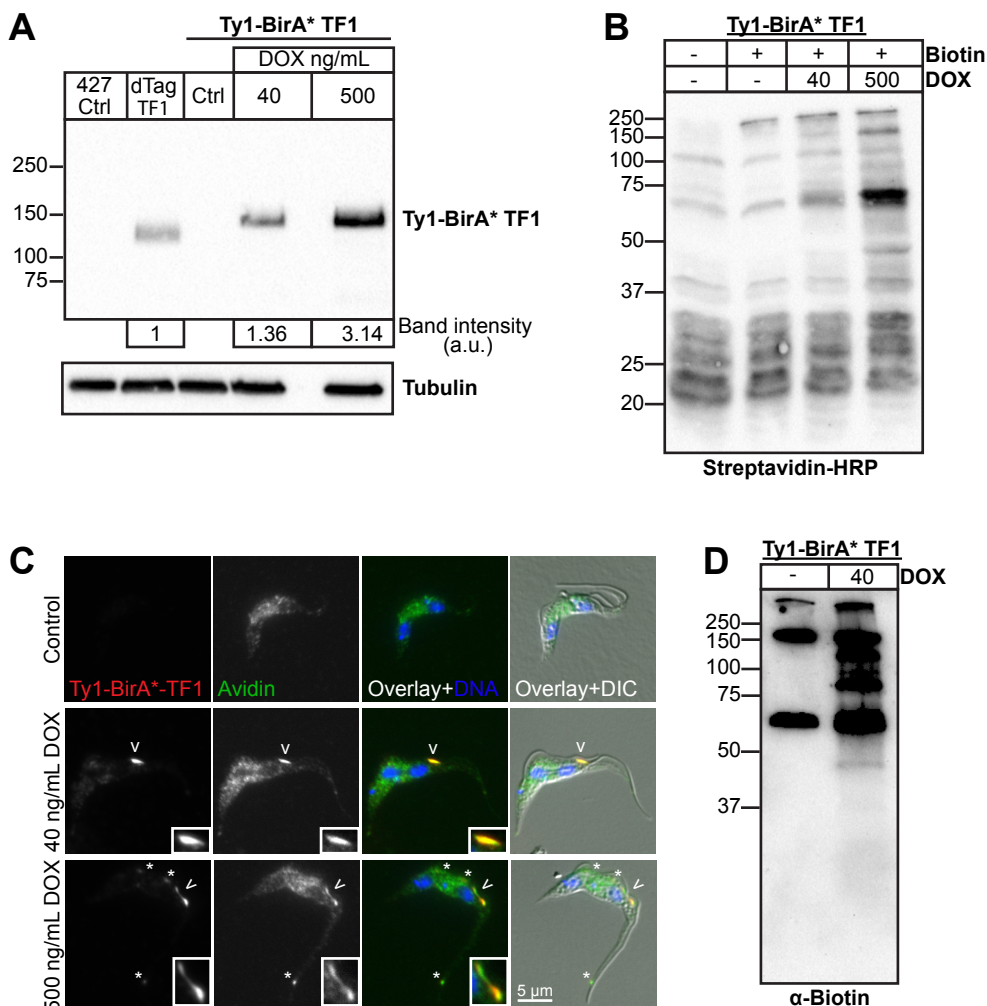 A
Ty1-BirA* TF1
DOX ng/mL
427 Ctrl
dTag TF1
Ctrl
40
500
250
150
100
75
Ty1-BirA* TF1
1
1.36
3.14
Band intensity (a.u.)
Tubulin
B
Ty1-BirA* TF1
- + + + Biotin
- - 40 500 DOX
250
150
100
75
50
37
25
20
Streptavidin-HRP
C
Control
Ty1-BirA*-TF1
Avidin
Overlay+DNA
Overlay+DIC
40 ng/mL DOX
v
v
v
v
500 ng/mL DOX
* * v
* * v
* * v
* * v
*
*
*
*
5 µm
D
Ty1-BirA* TF1
- 40 DOX
250
150
100
75
50
37
α-Biotin